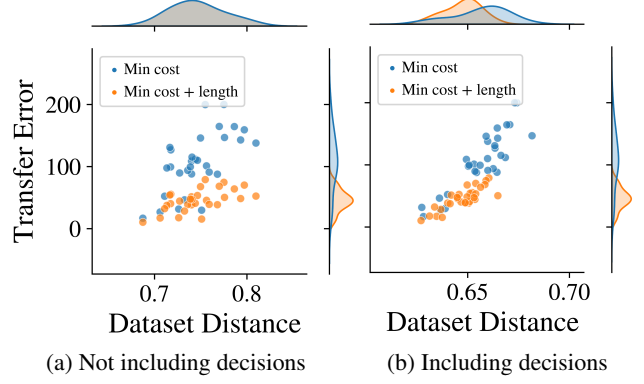 Min cost
Min cost + length
Transfer Error
200
100
0
0.7
0.8
Dataset Distance
(a) Not including decisions
Min cost
Min cost + length
0.65
0.70
Dataset Distance
(b) Including decisions